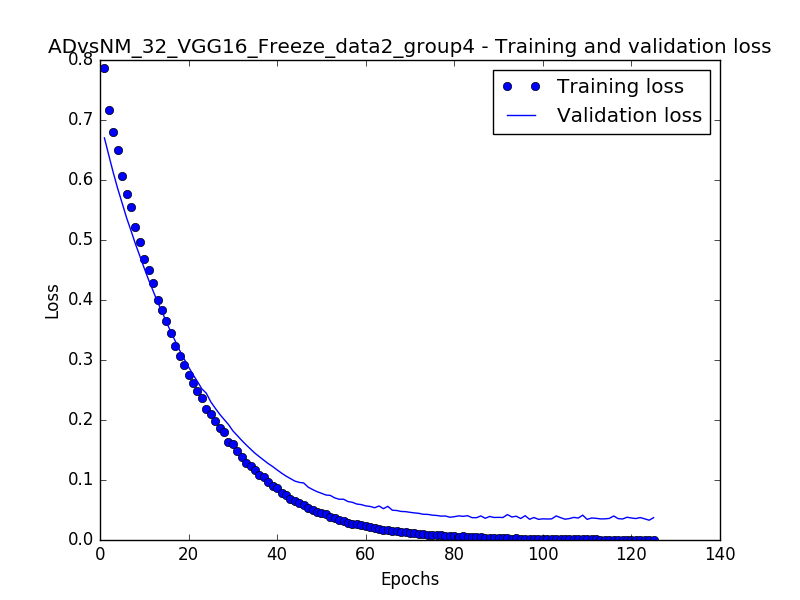 ADvsNM_32_VGG16_Freeze_data2_group4 - Training and validation loss
Training loss
Validation loss
0.8
0.7
0.6
0.5
0.4
0.3
0.2
0.1
0.0
Loss
0 20 40 60 80 100 120 140
Epochs